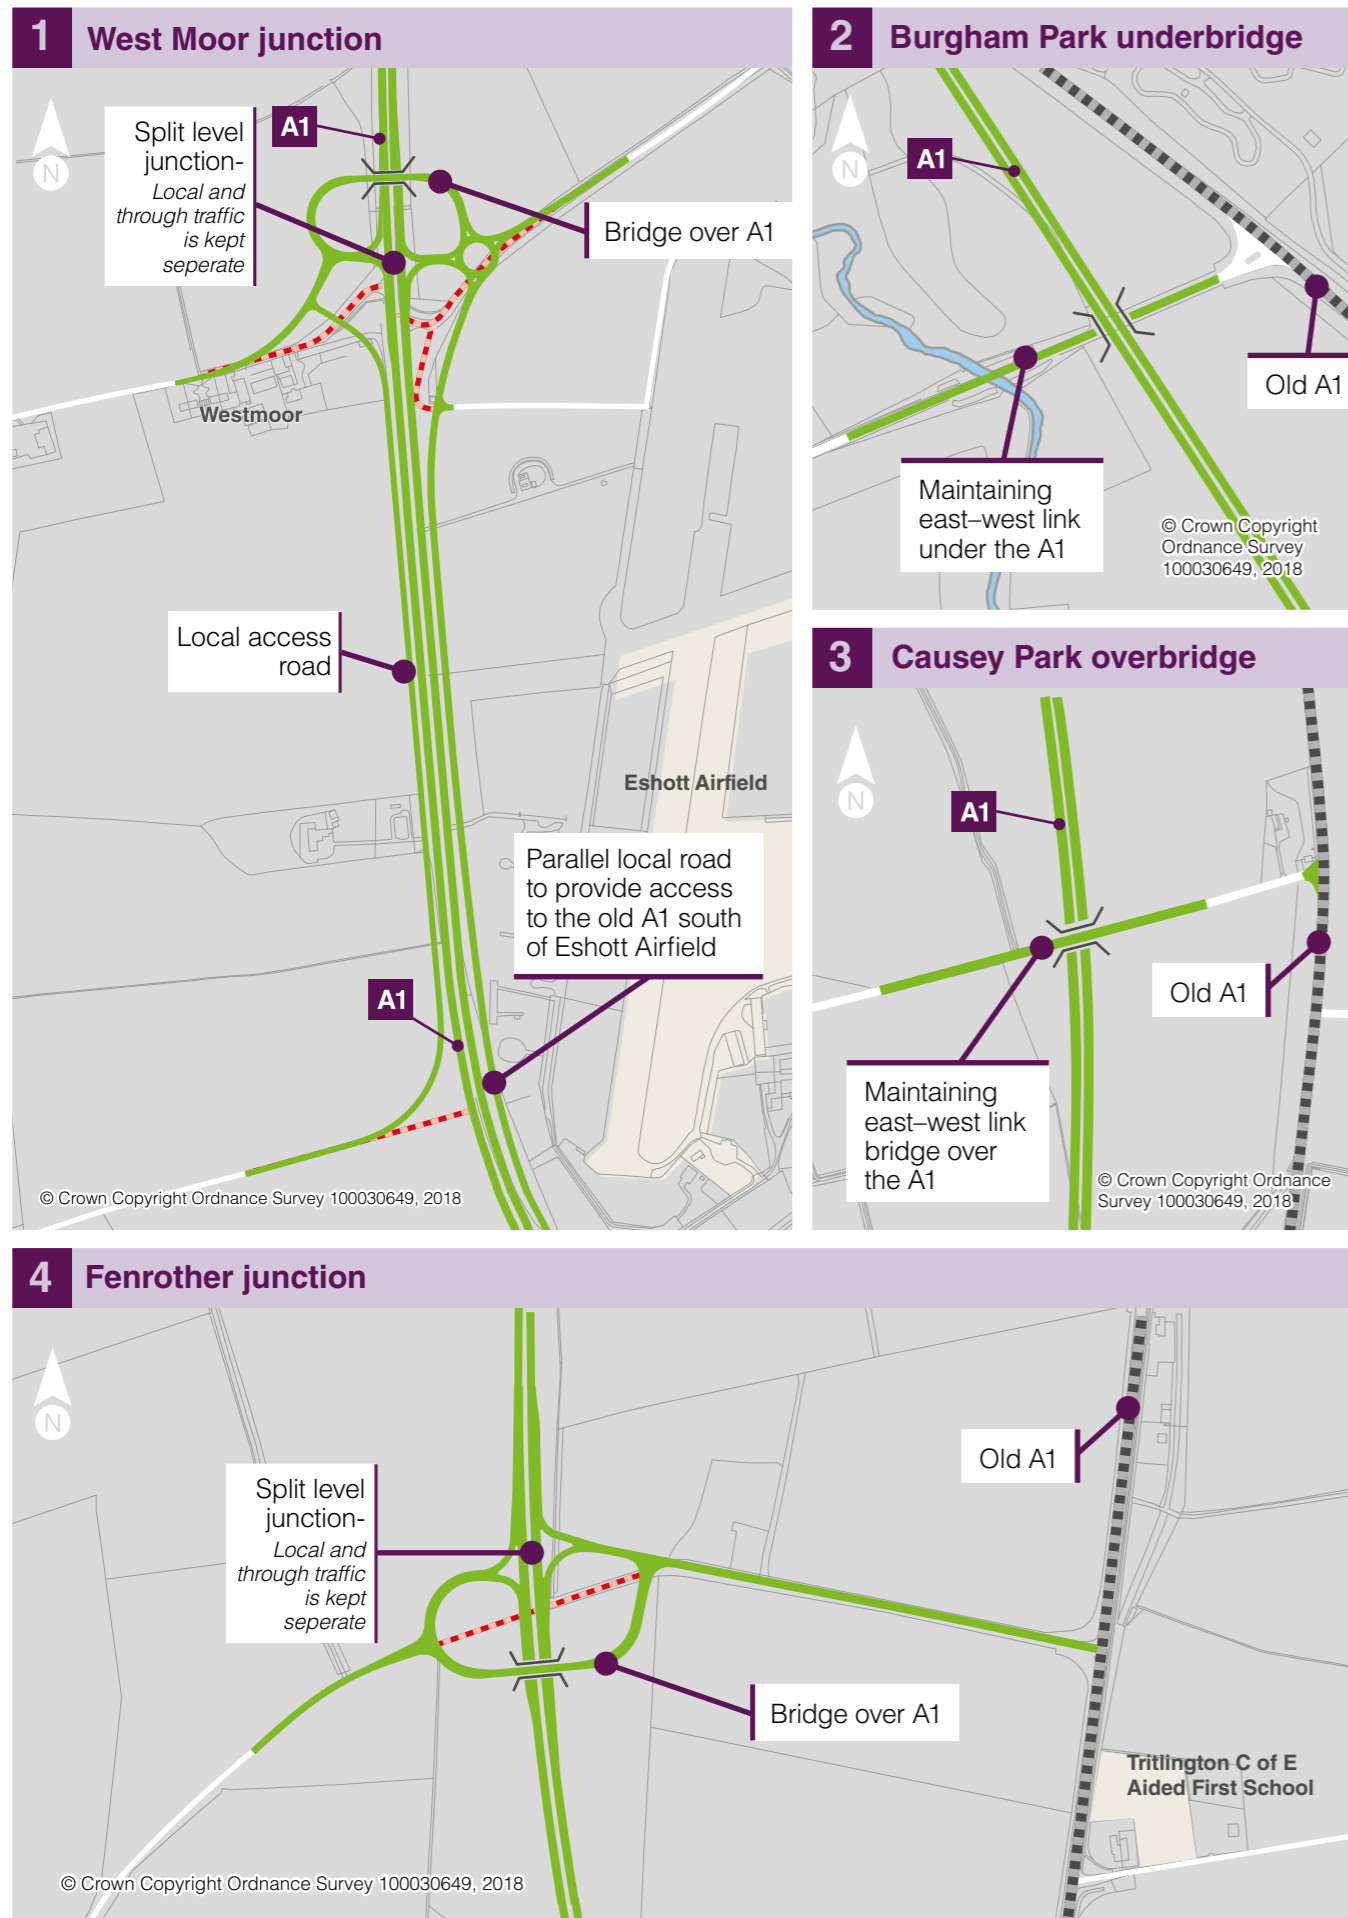 1 West Moor junction
N
Split level
junction-
Local and
through traffic
is kept
seperate
A1
Bridge over A1
Westmoor
Local access
road
Eshott Airfield
Parallel local road
to provide access
to the old A1 south
of Eshott Airfield
A1
© Crown Copyright Ordnance Survey 100030649, 2018
2 Burgham Park underbridge
N
A1
Old A1
Maintaining
east–west link
under the A1
© Crown Copyright
Ordnance Survey
100030649, 2018
3 Causey Park overbridge
N
A1
Old A1
Maintaining
east–west link
bridge over
the A1
© Crown Copyright Ordnance
Survey 100030649, 2018
4 Fenrother junction
N
Old A1
Split level
junction-
Local and
through traffic
is kept
seperate
Bridge over A1
Tritlington C of E
Aided First School
© Crown Copyright Ordnance Survey 100030649, 2018